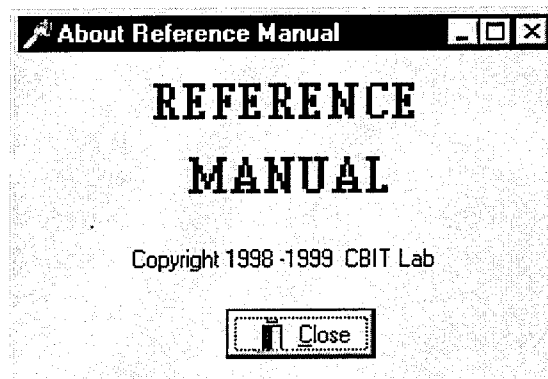 About Reference Manual
REFERENCE
MANUAL
Copyright 1998 -1999 CBIT Lab
Close